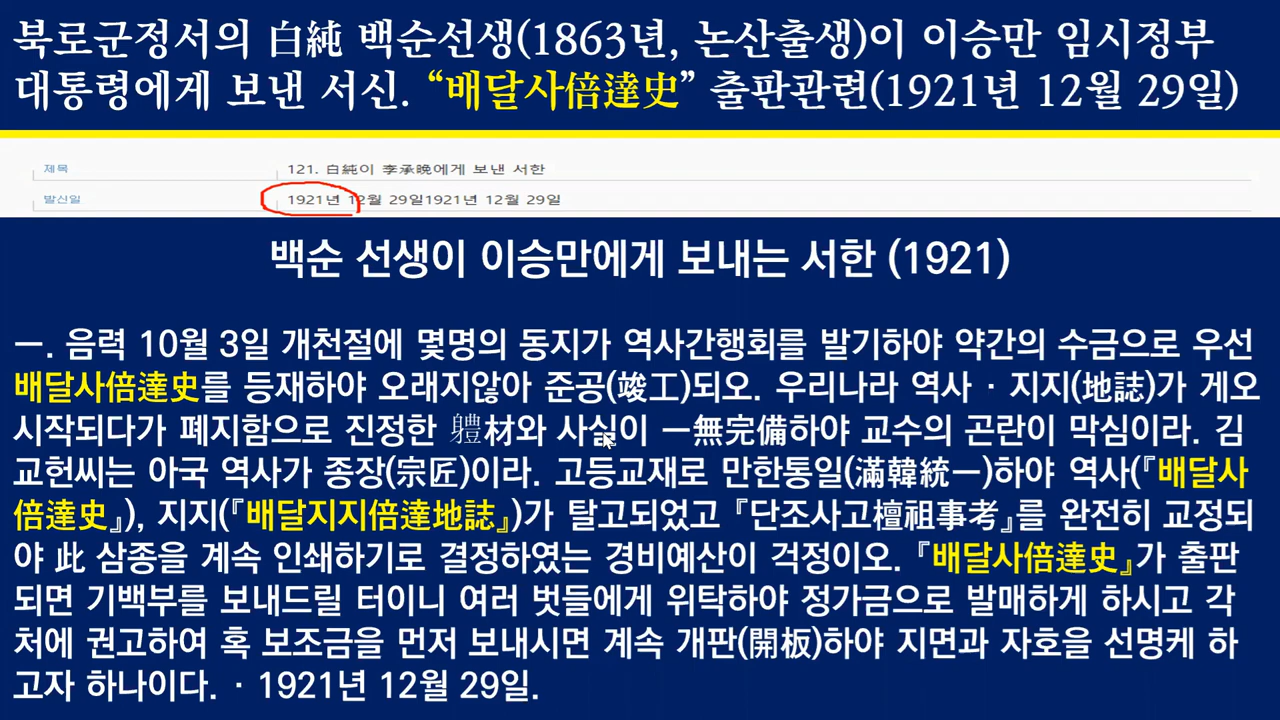 북로군정서의 白純 백순선생(1863년, 논산출생)이 이승만 임시정부
대통령에게 보낸 서신. “배달사倍達史” 출판관련(1921년 12월 29일)
제목 121. 白純이 李承晩에게 보낸 서한
발신일 1921년 12월 29일1921년 12월 29일
백순 선생이 이승만에게 보내는 서한 (1921)
一. 음력 10월 3일 개천절에 몇명의 동지가 역사간행회를 발기하야 약간의 수금으로 우선
배달사倍達史를 등재하야 오래지않아 준공(竣工)되오. 우리나라 역사 · 지지(地誌)가 게오
시작되다가 폐지함으로 진정한 軆材와 사실이 一無完備하야 교수의 곤란이 막심이라. 김
교헌씨는 아국 역사가 종장(宗匠)이라. 고등교재로 만한통일(滿韓統一)하야 역사(『배달사
倍達史』), 지지(『배달지지倍達地誌』)가 탈고되었고 『단조사고檀祖事考』를 완전히 교정되
야 此 삼종을 계속 인쇄하기로 결정하였는 경비예산이 걱정이오. 『배달사倍達史』가 출판
되면 기백부를 보내드릴 터이니 여러 벗들에게 위탁하야 정가금으로 발매하게 하시고 각
처에 권고하여 혹 보조금을 먼저 보내시면 계속 개판(開板)하야 지면과 자호을 선명케 하
고자 하나이다. · 1921년 12월 29일.